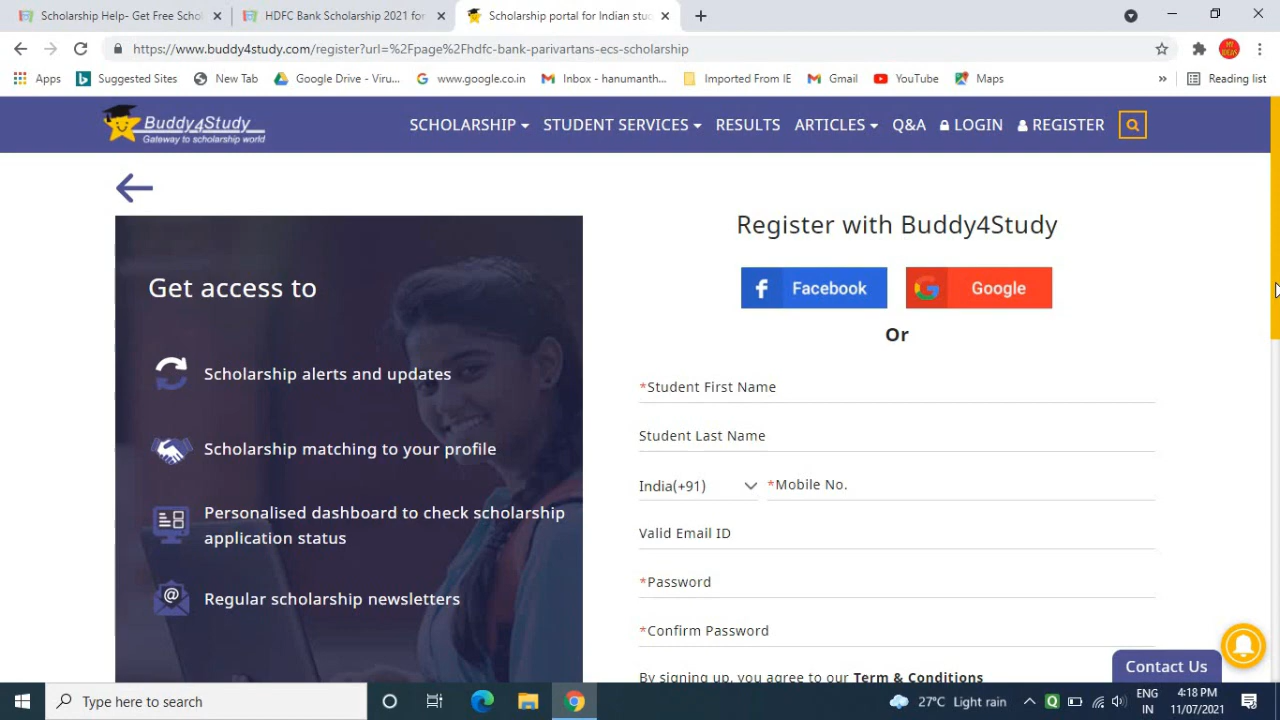 Scholarship Help- Get Free Schol
HDFC Bank Scholarship 2021 for
Scholarship portal for Indian stud
https://www.buddy4study.com/register?url=%2Fpage%2Fhdfc-bank-parivartans-ecs-scholarship
MY IDEAS
Apps
Suggested Sites
New Tab
Google Drive - Viru...
www.google.co.in
Inbox - hanumanth...
Imported From IE
Gmail
YouTube
Maps
»
Reading list
Buddy4Study
Gateway to scholarship world
SCHOLARSHIP
STUDENT SERVICES
RESULTS
ARTICLES
Q&A
LOGIN
REGISTER
Get access to
Scholarship alerts and updates
Scholarship matching to your profile
Personalised dashboard to check scholarship
application status
Regular scholarship newsletters
Register with Buddy4Study
Facebook
Google
Or
*Student First Name
Student Last Name
India(+91)
*Mobile No.
Valid Email ID
*Password
*Confirm Password
By signing up, you agree to our Term & Conditions
Contact Us
Type here to search
27°C Light rain
ENG
IN
4:18 PM
11/07/2021